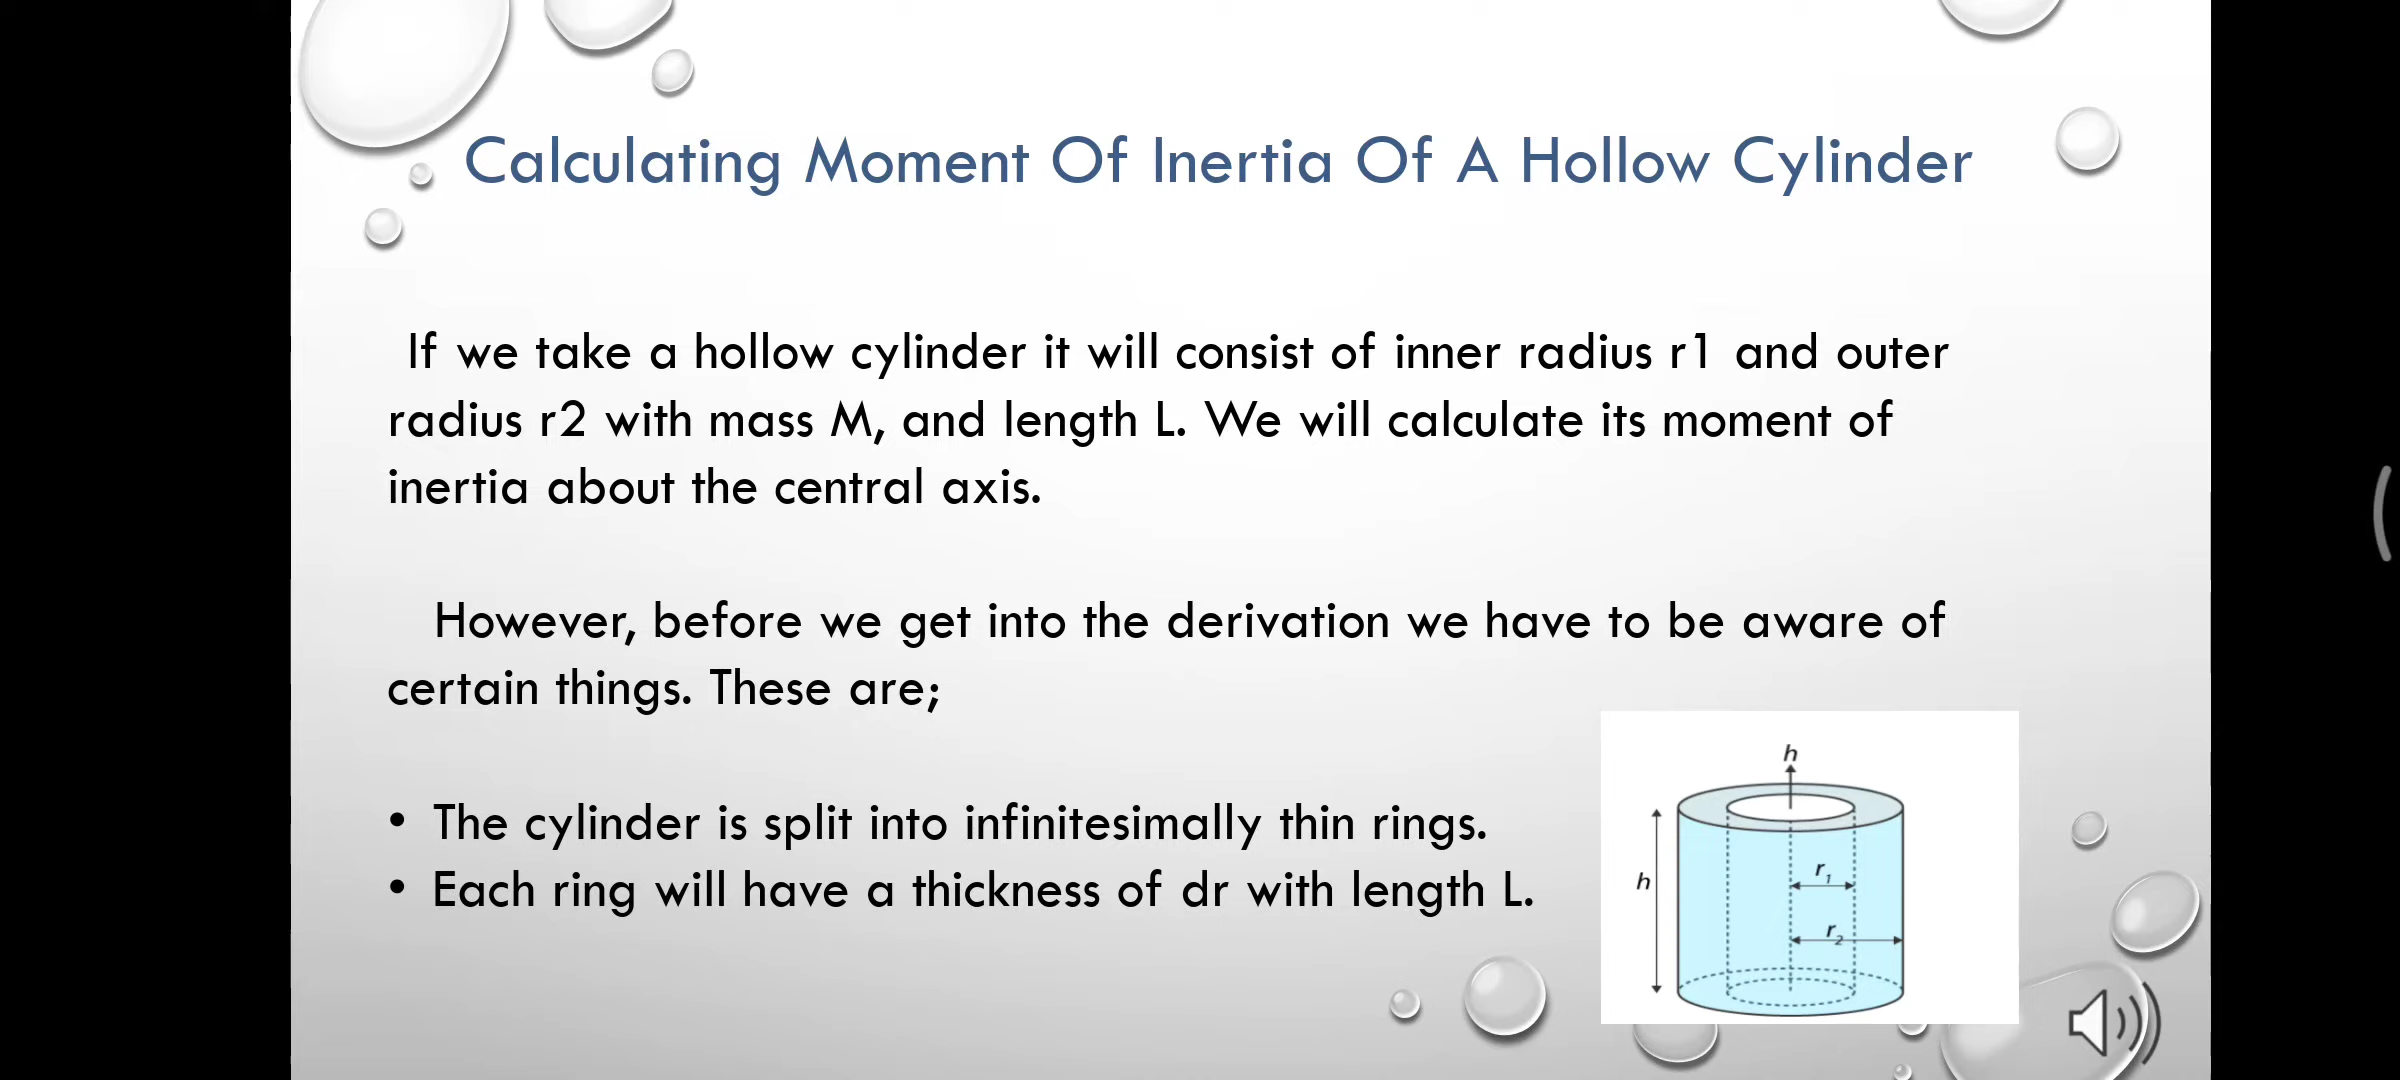 Calculating Moment Of Inertia Of A Hollow Cylinder
If we take a hollow cylinder it will consist of inner radius r1 and outer
radius r2 with mass M, and length L. We will calculate its moment of
inertia about the central axis.
However, before we get into the derivation we have to be aware of
certain things. These are;
• The cylinder is split into infinitesimally thin rings.
• Each ring will have a thickness of dr with length L.
h
h
r₁
r₂